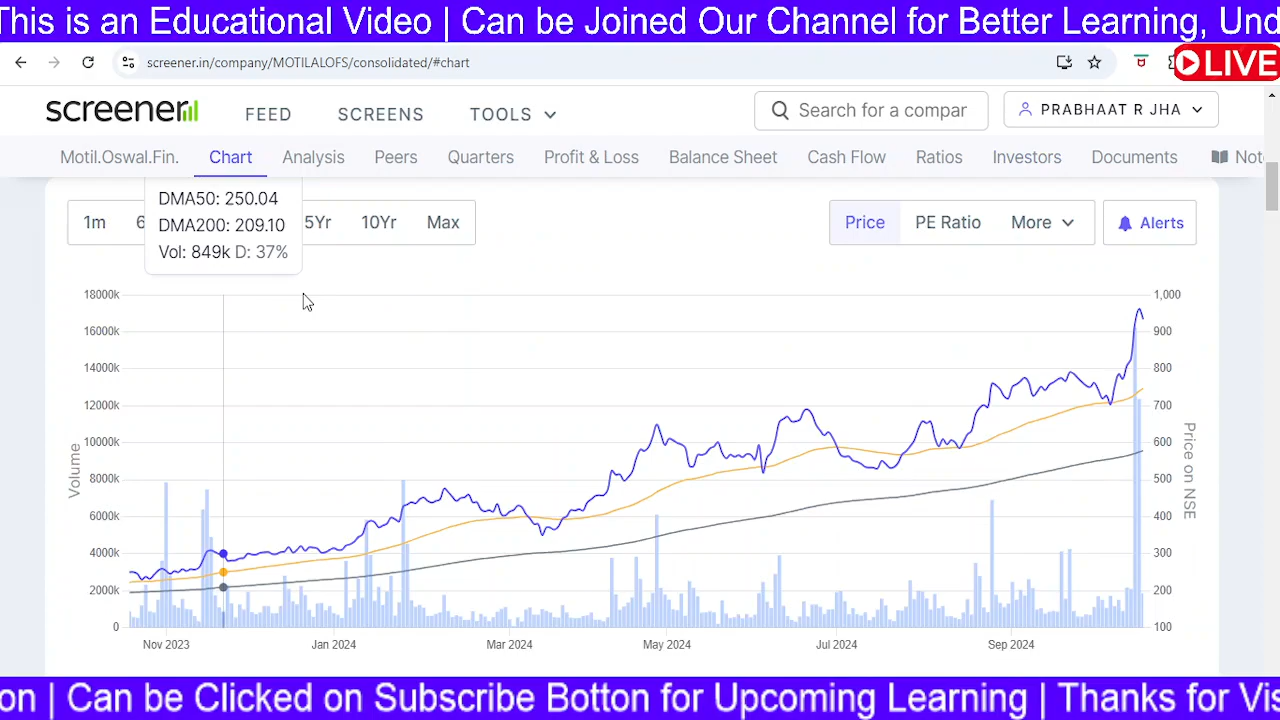 This is an Educational Video | Can be Joined Our Channel for Better Learning, Und
screener.in/company/MOTILALOFS/consolidated/#chart
LIVE
screener
FEED
SCREENS
TOOLS
Search for a compar
PRABHAAT R JHA
Motil.Oswal.Fin.
Chart
Analysis
Peers
Quarters
Profit & Loss
Balance Sheet
Cash Flow
Ratios
Investors
Documents
Not
DMA50: 250.04
DMA200: 209.10
Vol: 849k D: 37%
1m
6
5Yr
10Yr
Max
Price
PE Ratio
More
Alerts
18000k
16000k
14000k
12000k
10000k
8000k
6000k
4000k
2000k
0
Volume
1,000
900
800
700
600
500
400
300
200
100
Price on NSE
Nov 2023
Jan 2024
Mar 2024
May 2024
Jul 2024
Sep 2024
on | Can be Clicked on Subscribe Botton for Upcoming Learning | Thanks for Vis